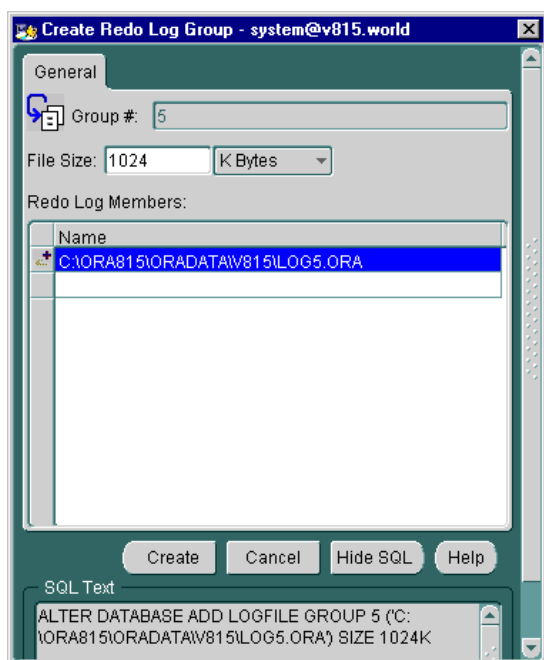 Create Redo Log Group - system@v815.world
General
Group #: 5
File Size: 1024 K Bytes
Redo Log Members:
Name
C:\ORA815\ORADATA\V815\LOG5.ORA
Create Cancel Hide SQL Help
SQL Text
ALTER DATABASE ADD LOGFILE GROUP 5 ('C:
\ORA815\ORADATA\V815\LOG5.ORA') SIZE 1024K